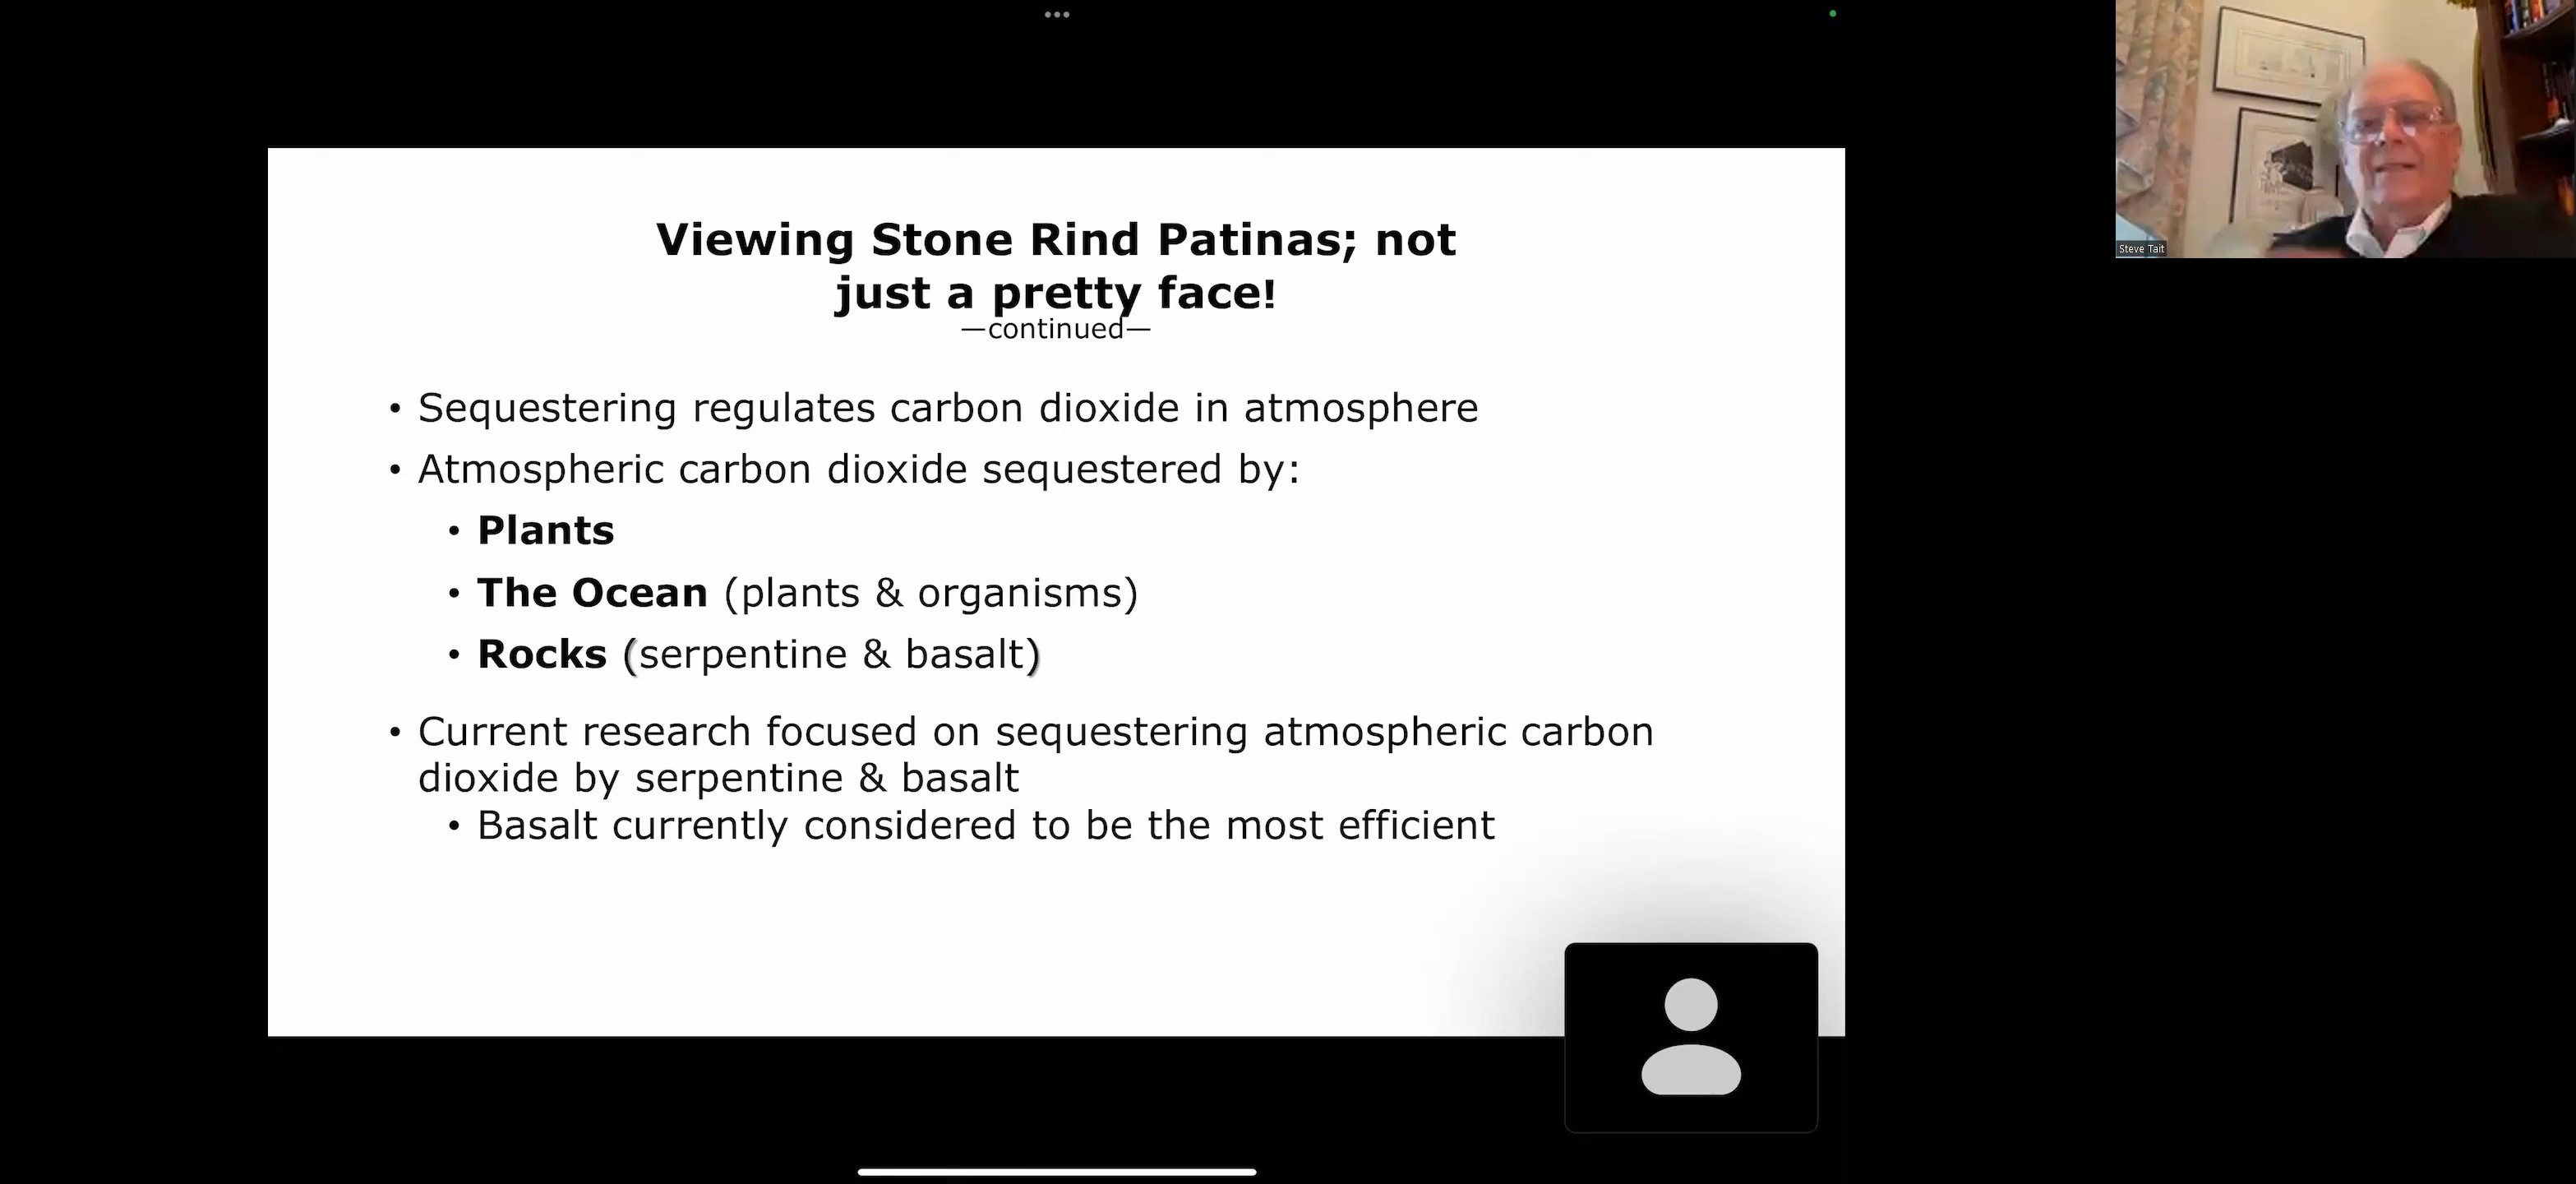 Viewing Stone Rind Patinas; not
just a pretty face!
—continued—
• Sequestering regulates carbon dioxide in atmosphere
• Atmospheric carbon dioxide sequestered by:
• Plants
• The Ocean (plants & organisms)
• Rocks (serpentine & basalt)
• Current research focused on sequestering atmospheric carbon
dioxide by serpentine & basalt
• Basalt currently considered to be the most efficient
Steve Tait